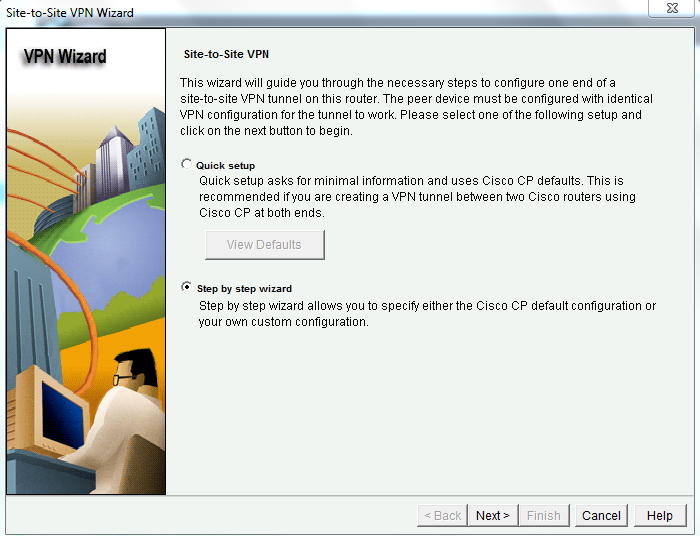 Site-to-Site VPN Wizard
VPN Wizard
Site-to-Site VPN
This wizard will guide you through the necessary steps to configure one end of a
site-to-site VPN tunnel on this router. The peer device must be configured with identical
VPN configuration for the tunnel to work. Please select one of the following setup and
click on the next button to begin.
Quick setup
Quick setup asks for minimal information and uses Cisco CP defaults. This is
recommended if you are creating a VPN tunnel between two Cisco routers using
Cisco CP at both ends.
View Defaults
Step by step wizard
Step by step wizard allows you to specify either the Cisco CP default configuration or
your own custom configuration.
< Back Next > Finish Cancel Help